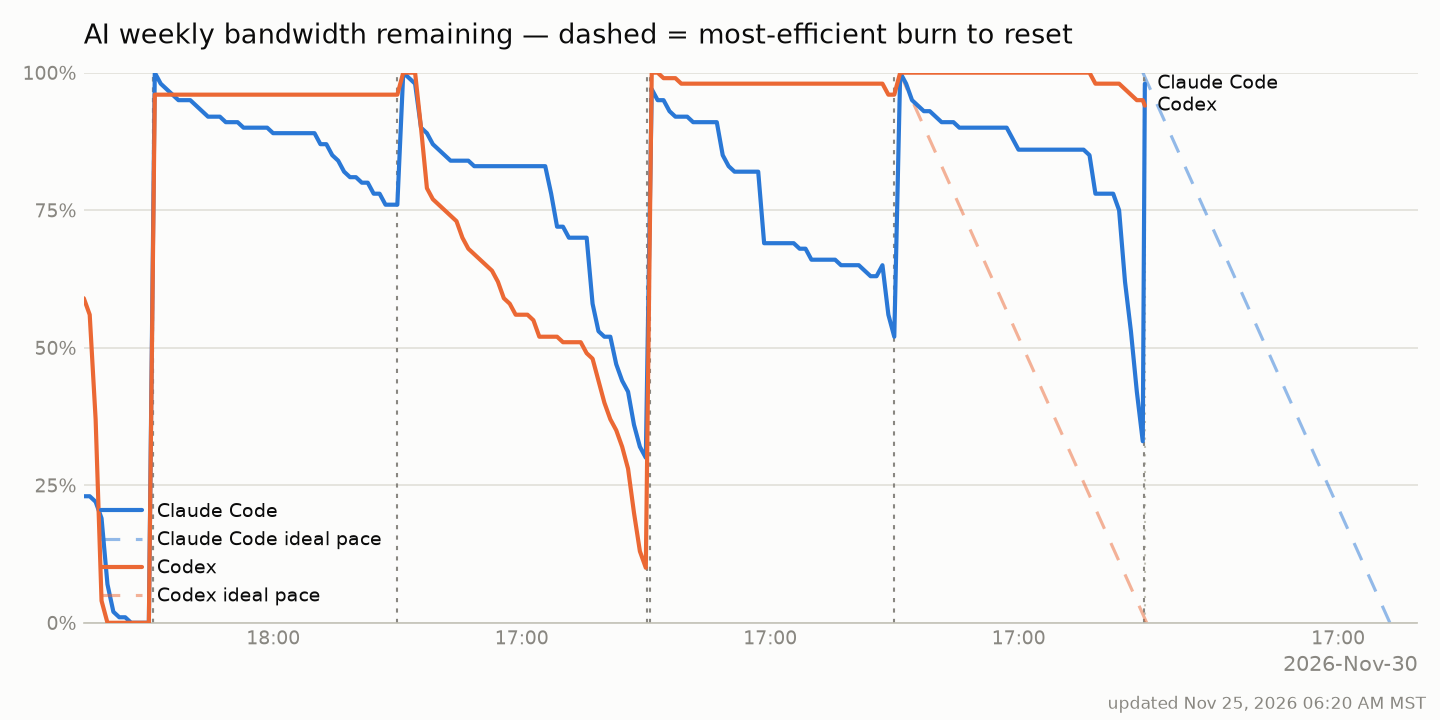 AI weekly bandwidth remaining — dashed = most-efficient burn to reset
100%
75%
50%
25%
0%
Claude Code
Codex
Claude Code
Claude Code ideal pace
Codex
Codex ideal pace
18:00
17:00
17:00
17:00
17:00
2026-Nov-30
updated Nov 25, 2026 06:20 AM MST